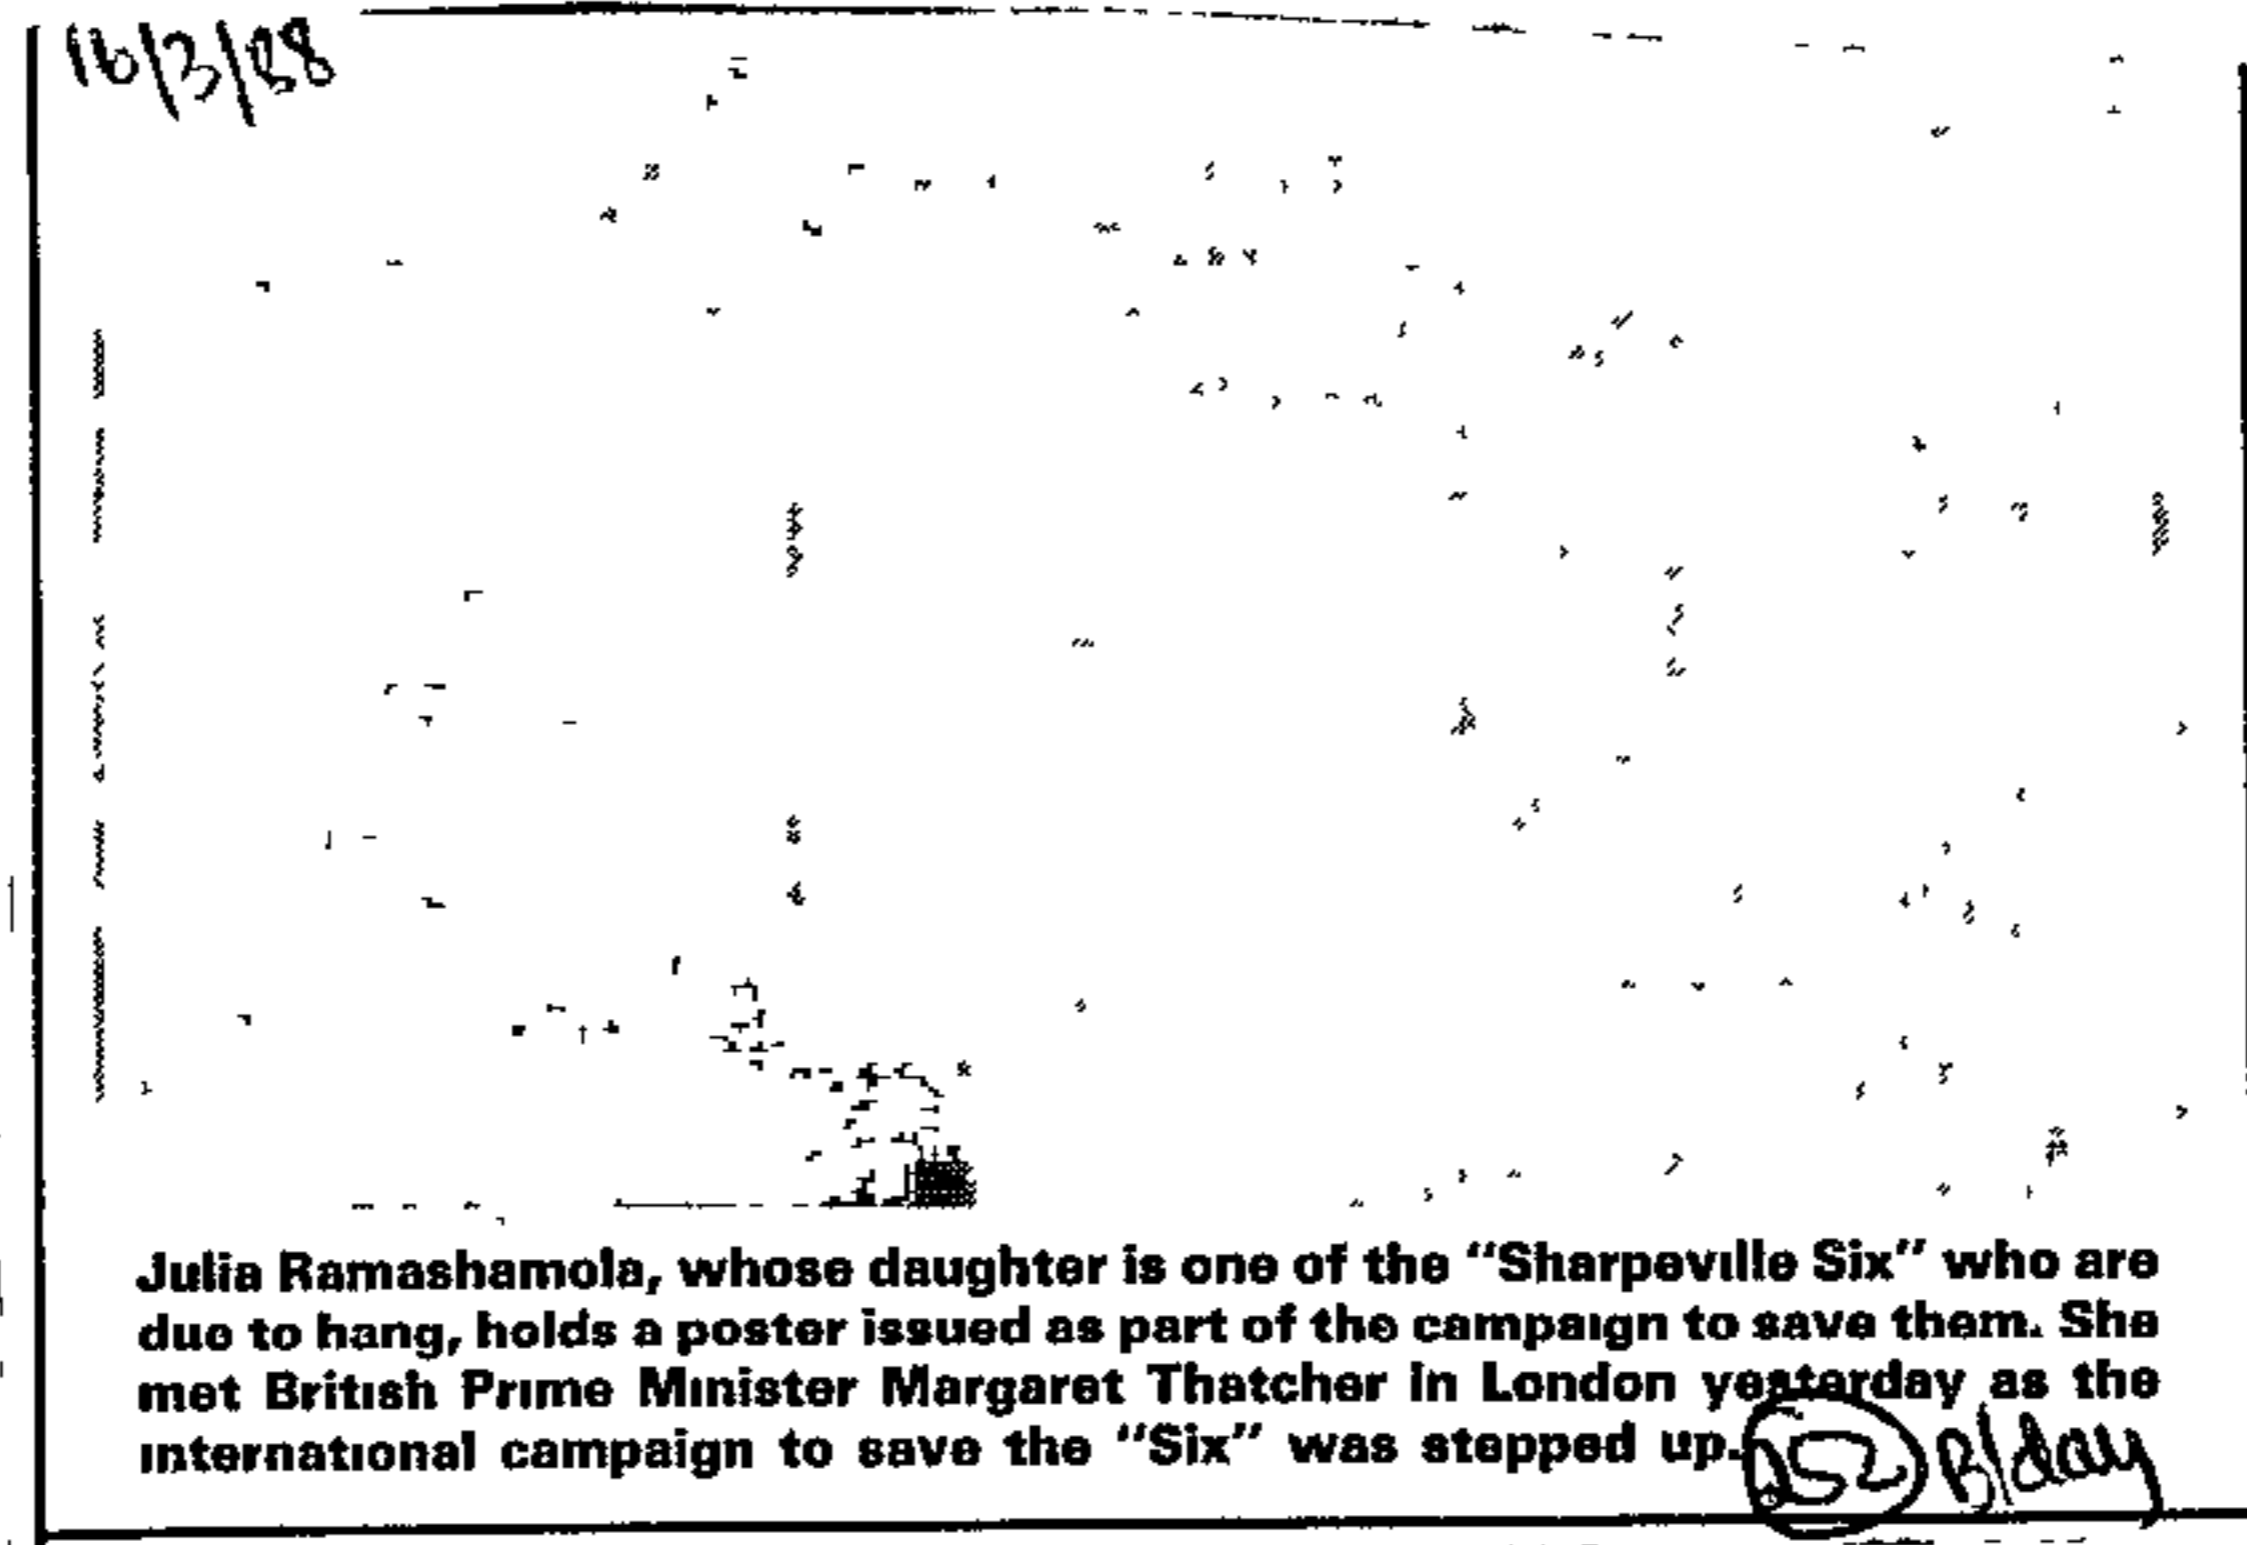 16/3/88
Julia Ramashamola, whose daughter is one of the "Sharpeville Six" who are
due to hang, holds a poster issued as part of the campaign to save them. She
met British Prime Minister Margaret Thatcher in London yesterday as the
international campaign to save the "Six" was stepped up.
252 B/day